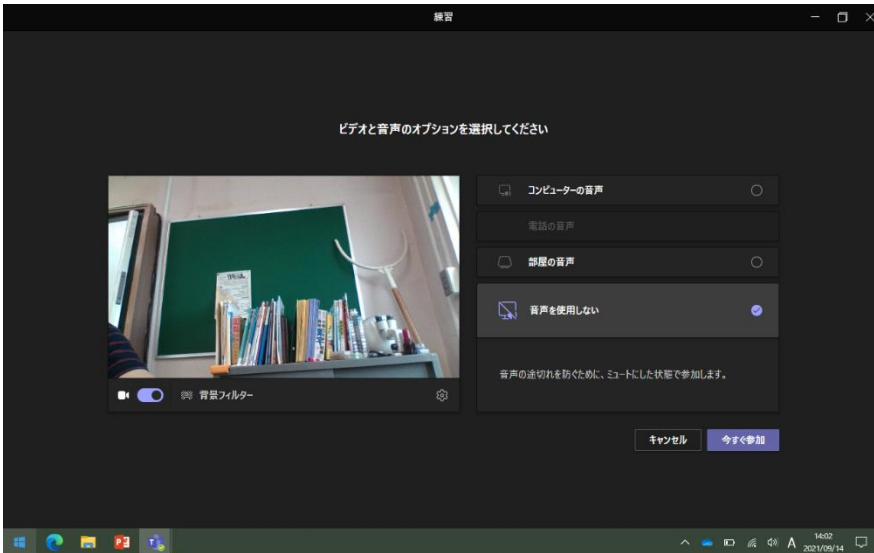 練習
ビデオと音声のオプションを選択してください
コンピューターの音声
電話の音声
部屋の音声
音声を使用しない
音声の途切れを防ぐために、ミュートにした状態で参加します。
背景フィルター
キャンセル
今すぐ参加
A
14:02
2021/09/14